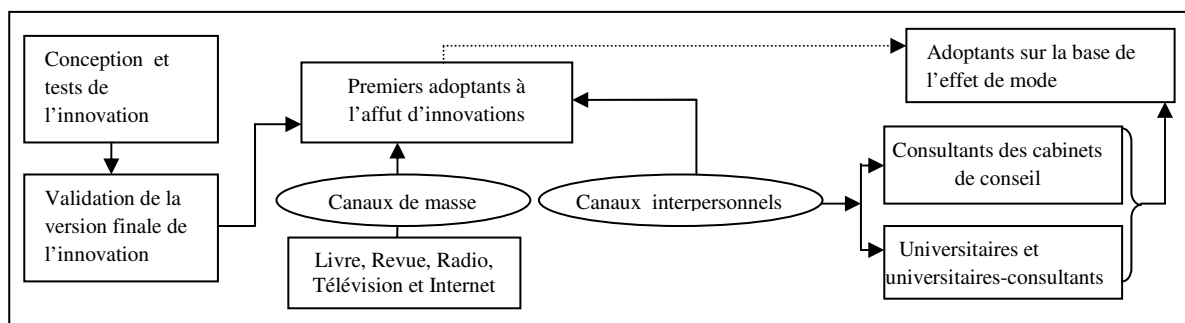 Conception et
tests de
l'innovation
Validation de la
version finale de
l'innovation
Premiers adoptants à
l'affut d'innovations
Canaux de masse
Livre, Revue, Radio,
Télévision et Internet
Canaux interpersonnels
Adoptants sur la base de
l'effet de mode
Consultants des cabinets
de conseil
Universitaires et
universitaires-consultants